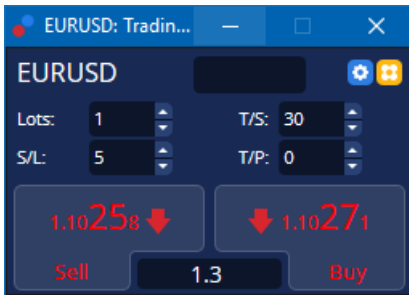 EURUSD: Tradin...
EURUSD
Lots: 1 T/S: 30
S/L: 5 T/P: 0
1.10258 1.10271
Sell 1.3 Buy